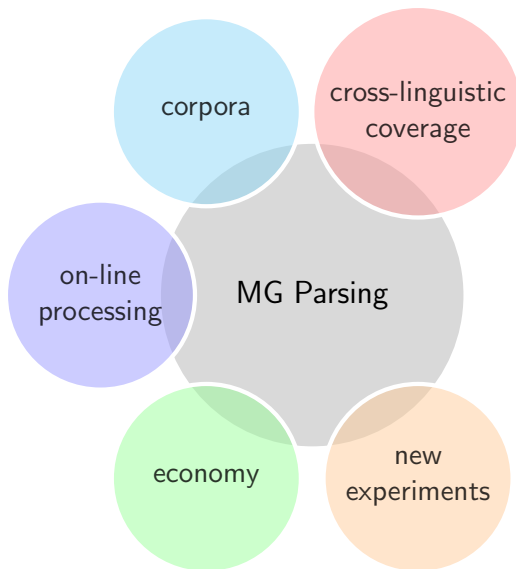 corpora
cross-linguistic
coverage
on-line
processing
MG Parsing
economy
new
experiments